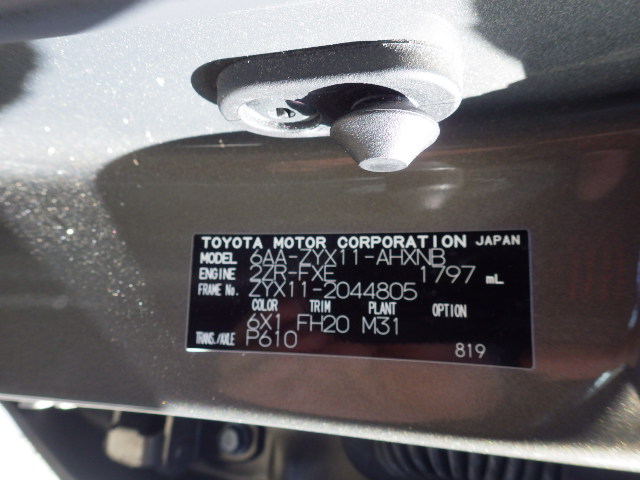 TOYOTA MOTOR CORPORATION JAPAN
MODEL 6AA-ZYX11-AHXNB
ENGINE 2ZR-FXE 1797 mL
FRAME No. ZYX11-2044805
COLOR TRIM PLANT OPTION
6X1 FH20 M31
TRANS./AXLE P610
819